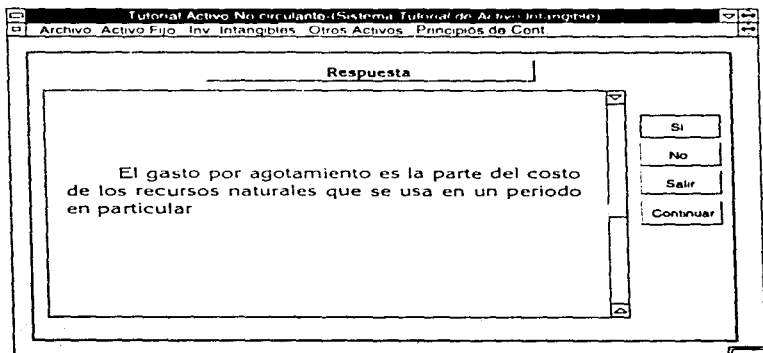 Tutorial Activo No circulante-(Sistema Tutorial de Activo Intangible)
Archivo Activo Fijo Inv. Intangibles Otros Activos Principios de Cont.
Respuesta
El gasto por agotamiento es la parte del costo
de los recursos naturales que se usa en un periodo
en particular
Si
No
Salir
Continuar